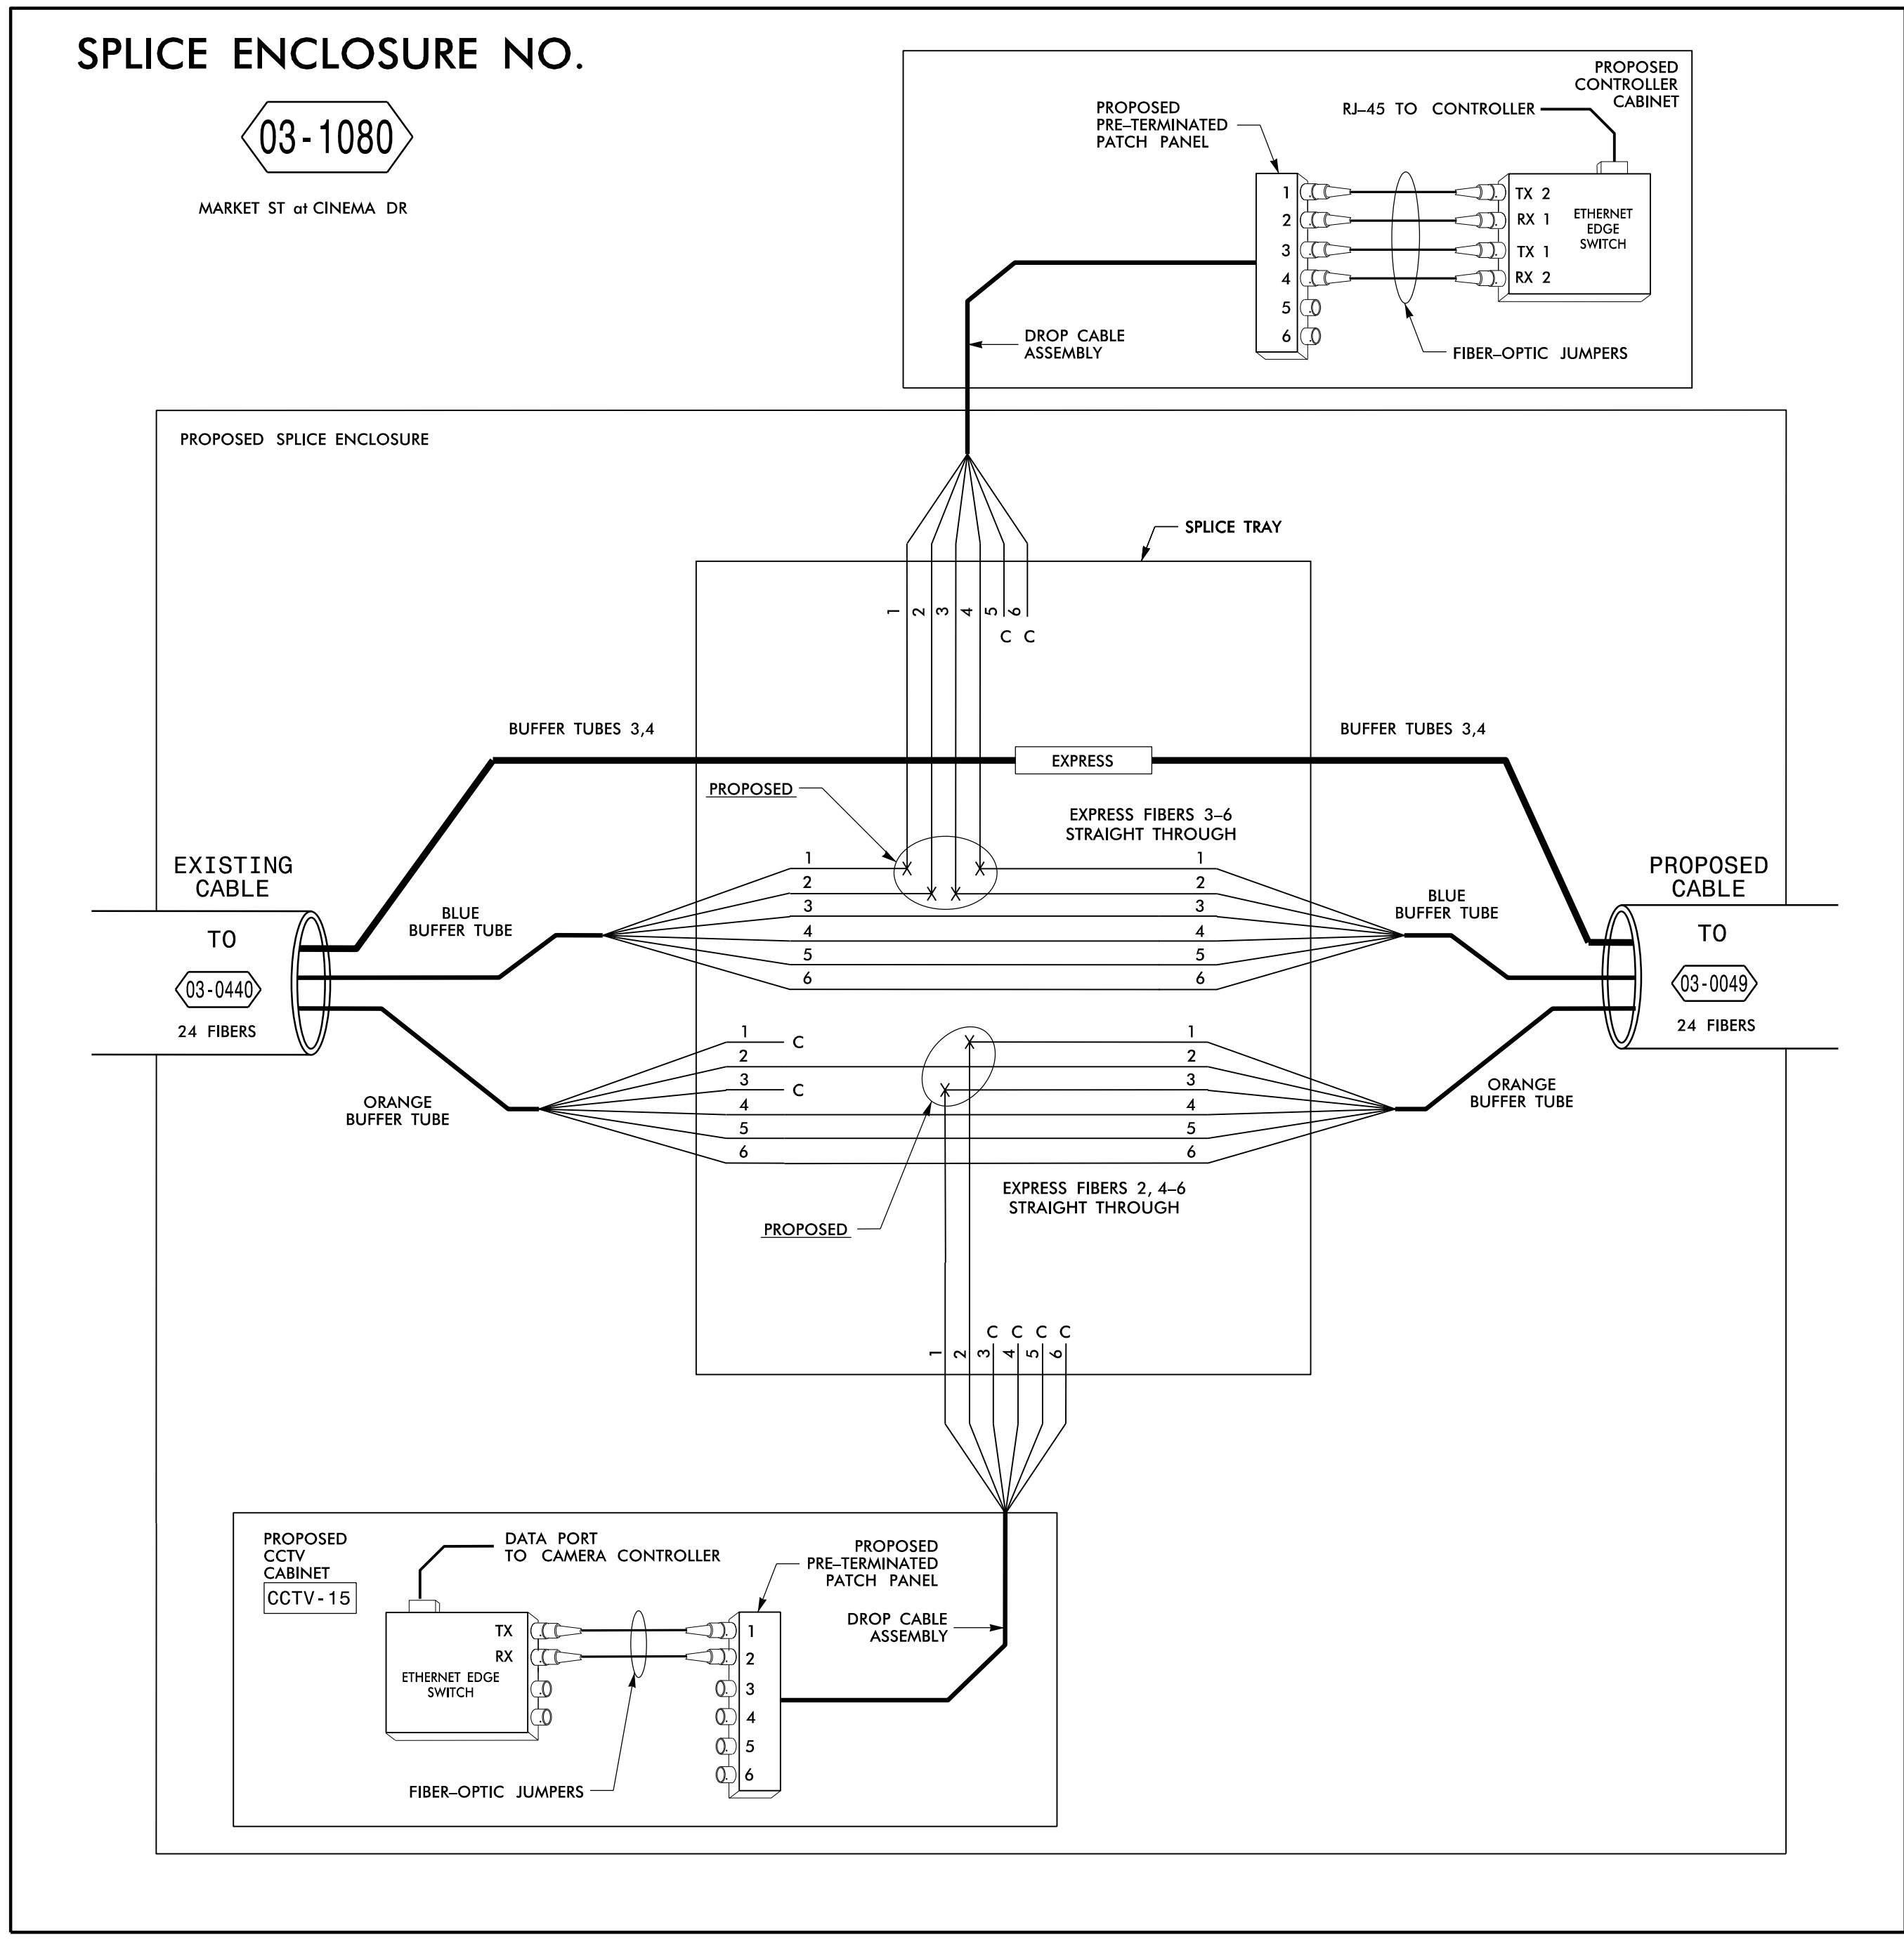 SPLICE ENCLOSURE NO.
03-1080
MARKET ST at CINEMA DR
PROPOSED
CONTROLLER
CABINET
RJ-45 TO CONTROLLER
PROPOSED
PRE-TERMINATED
PATCH PANEL
1
2
3
4
5
6
TX 2
RX 1
TX 1
RX 2
ETHERNET
EDGE
SWITCH
DROP CABLE
ASSEMBLY
FIBER-OPTIC JUMPERS
PROPOSED SPLICE ENCLOSURE
SPLICE TRAY
1 2 3 4 5 6
C C
BUFFER TUBES 3,4
EXPRESS
BUFFER TUBES 3,4
PROPOSED
EXPRESS FIBERS 3-6
STRAIGHT THROUGH
EXISTING
CABLE
TO
03-0440
24 FIBERS
BLUE
BUFFER TUBE
1 1
2 2
3 3
4 4
5 5
6 6
BLUE
BUFFER TUBE
PROPOSED
CABLE
TO
03-0049
24 FIBERS
ORANGE
BUFFER TUBE
1 C 1
2 2
3 C 3
4 4
5 5
6 6
ORANGE
BUFFER TUBE
EXPRESS FIBERS 2, 4-6
STRAIGHT THROUGH
PROPOSED
C C C C
1 2 3 4 5 6
PROPOSED
CCTV
CABINET
CCTV-15
DATA PORT
TO CAMERA CONTROLLER
PROPOSED
PRE-TERMINATED
PATCH PANEL
DROP CABLE
ASSEMBLY
TX
RX
ETHERNET EDGE
SWITCH
1
2
3
4
5
6
FIBER-OPTIC JUMPERS